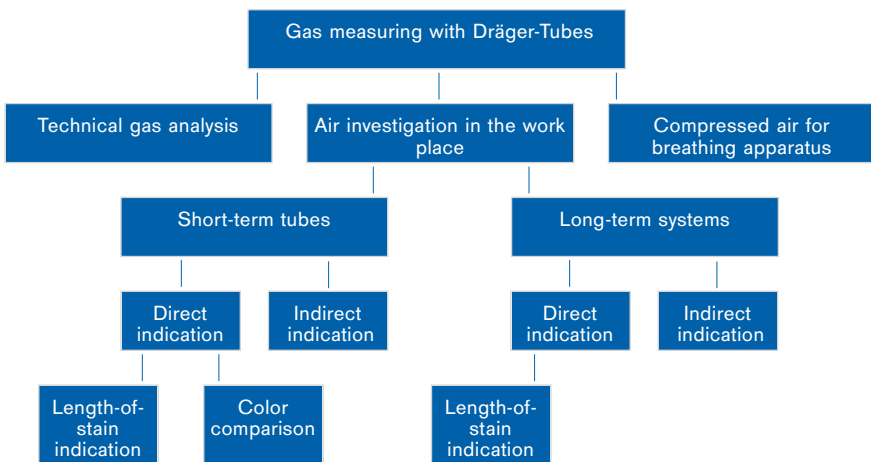 Gas measuring with Dräger-Tubes
Technical gas analysis
Air investigation in the work
place
Compressed air for
breathing apparatus
Short-term tubes
Long-term systems
Direct
indication
Indirect
indication
Direct
indication
Indirect
indication
Length-of-
stain
indication
Color
comparison
Length-of-
stain
indication